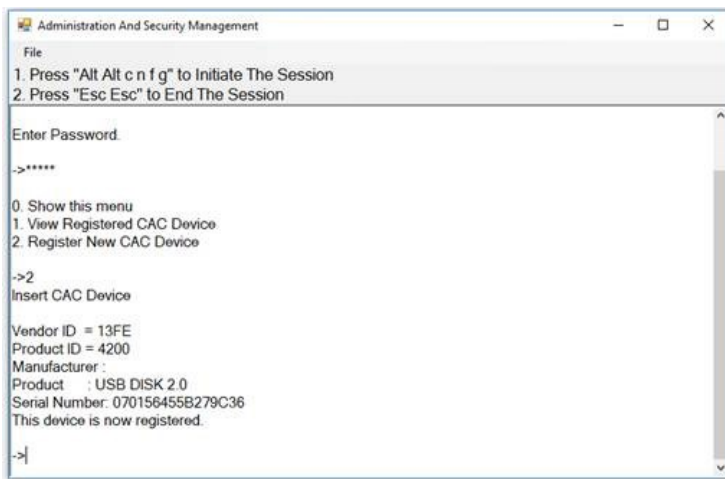 Administration And Security Management
File
1. Press "Alt Alt c n f g" to Initiate The Session
2. Press "Esc Esc" to End The Session
Enter Password.
->*****
0. Show this menu
1. View Registered CAC Device
2. Register New CAC Device
->2
Insert CAC Device
Vendor ID = 13FE
Product ID = 4200
Manufacturer :
Product : USB DISK 2.0
Serial Number: 070156455B279C36
This device is now registered.
->